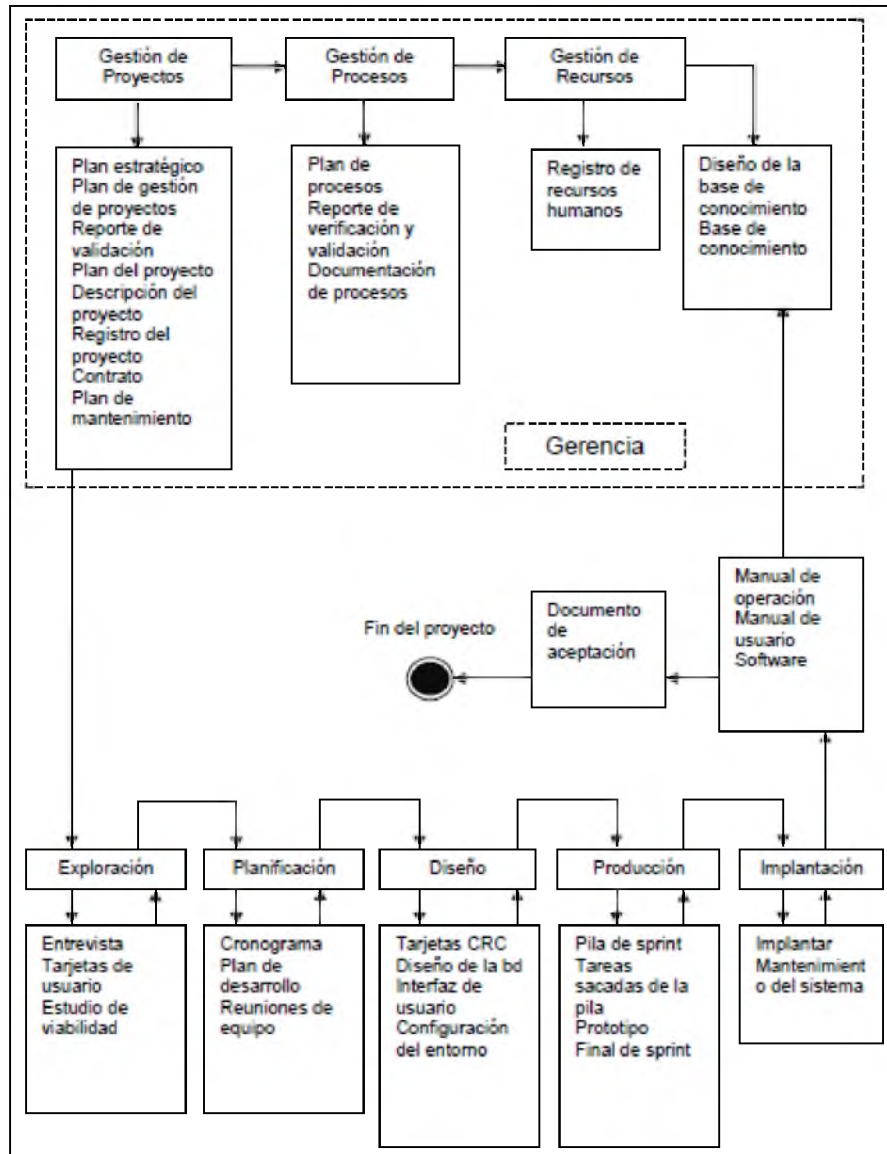 Gestión de
Proyectos
Gestión de
Procesos
Gestión de
Recursos
Plan estratégico
Plan de gestión
de proyectos
Reporte de
validación
Plan del proyecto
Descripción del
proyecto
Registro del
proyecto
Contrato
Plan de
mantenimiento
Plan de
procesos
Reporte de
verificación y
validación
Documentación
de procesos
Registro de
recursos
humanos
Diseño de la
base de
conocimiento
Base de
conocimiento
Gerencia
Manual de
operación
Manual de
usuario
Software
Documento
de
aceptación
Fin del proyecto
Exploración
Planificación
Diseño
Producción
Implantación
Entrevista
Tarjetas de
usuario
Estudio de
viabilidad
Cronograma
Plan de
desarrollo
Reuniones de
equipo
Tarjetas CRC
Diseño de la bd
Interfaz de
usuario
Configuración
del entorno
Pila de sprint
Tareas
sacadas de la
pila
Prototipo
Final de sprint
Implantar
Mantenimient
o del sistema